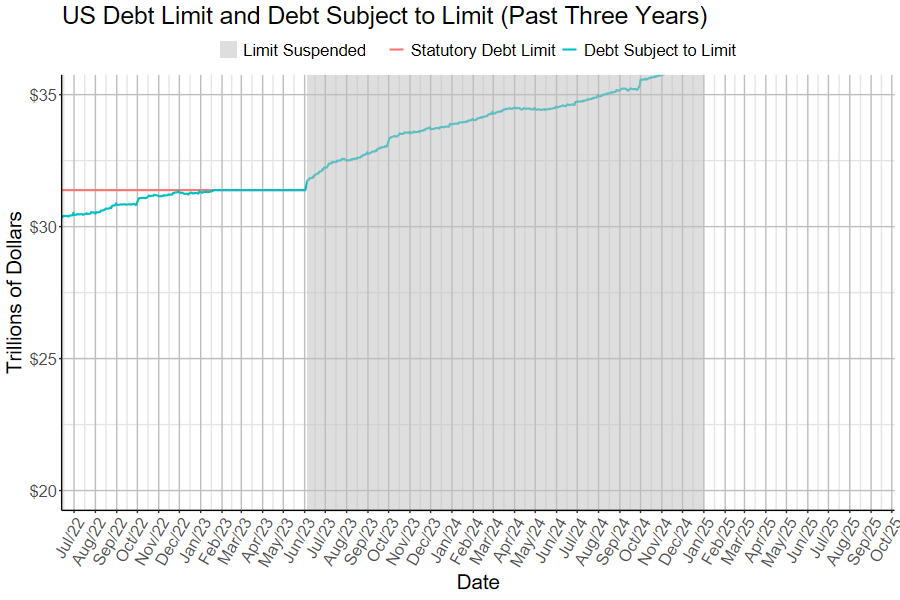 US Debt Limit and Debt Subject to Limit (Past Three Years)
Limit Suspended Statutory Debt Limit Debt Subject to Limit
Trillions of Dollars
$35
$30
$25
$20
Jul/22 Aug/22 Sep/22 Oct/22 Nov/22 Dec/22 Jan/23 Feb/23 Mar/23 Apr/23 May/23 Jun/23 Jul/23 Aug/23 Sep/23 Oct/23 Nov/23 Dec/23 Jan/24 Feb/24 Mar/24 Apr/24 May/24 Jun/24 Jul/24 Aug/24 Sep/24 Oct/24 Nov/24 Dec/24 Jan/25 Feb/25 Mar/25 Apr/25 May/25 Jun/25 Jul/25 Aug/25 Sep/25 Oct/25
Date